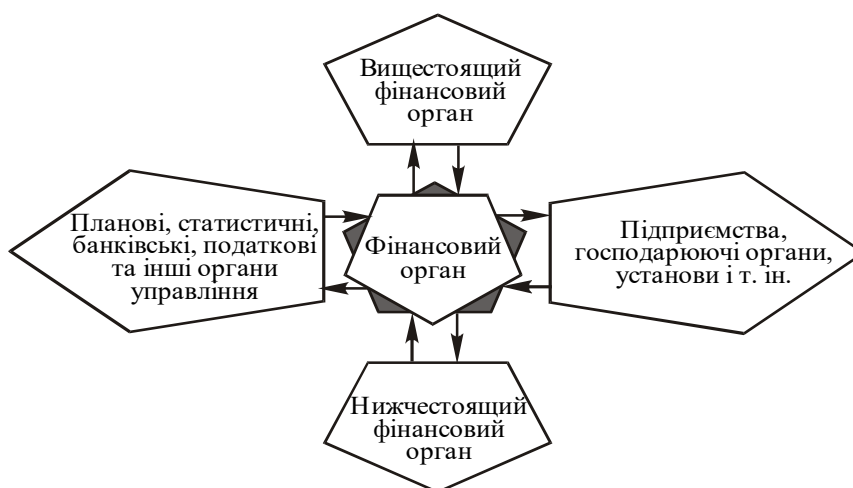 Вищестоящий
фінансовий
орган
Планові, статистичні,
банківські, податкові
та інші органи
управління
Фінансовий
орган
Підприємства,
господарюючі органи,
установи і т. ін.
Нижчестоящий
фінансовий
орган